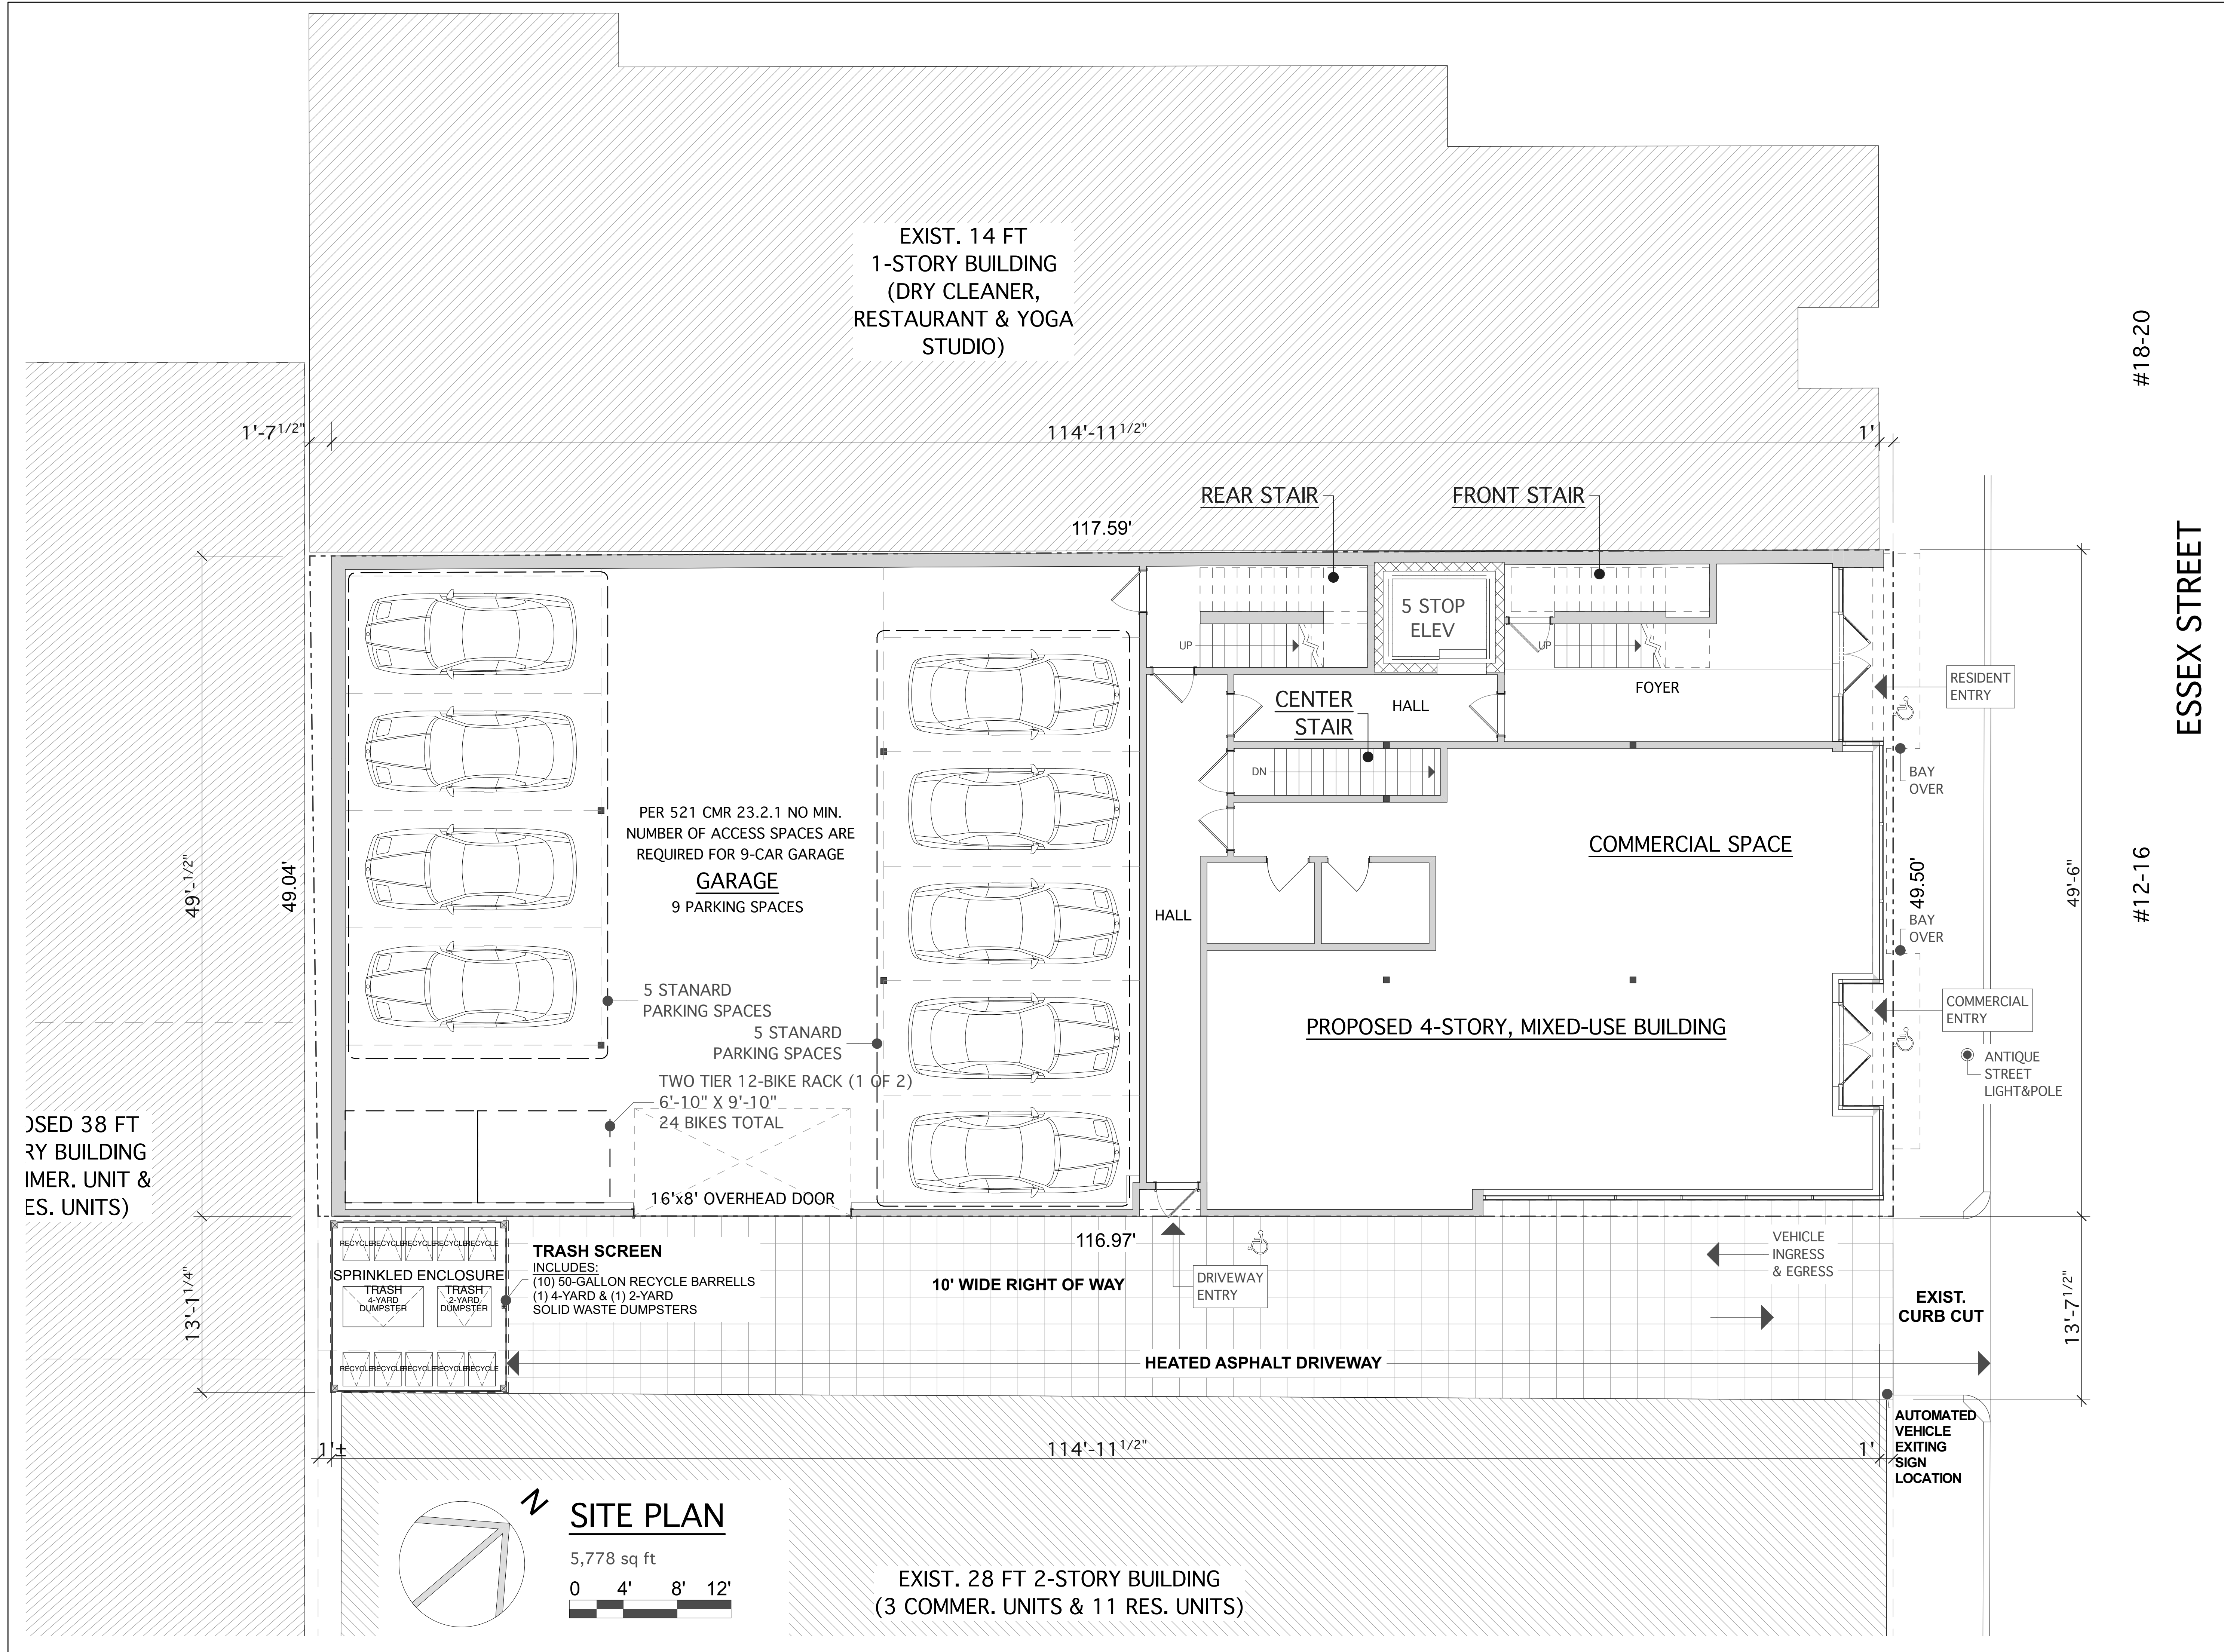 EXIST. 14 FT
1-STORY BUILDING
(DRY CLEANER,
RESTAURANT & YOGA
STUDIO)
#18-20
1'-7 1/2"
114'-11 1/2"
1'
REAR STAIR
FRONT STAIR
117.59'
ESSEX STREET
5 STOP
ELEV
UP
UP
RESIDENT
ENTRY
FOYER
CENTER
STAIR
HALL
DN
BAY
OVER
PER 521 CMR 23.2.1 NO MIN.
NUMBER OF ACCESS SPACES ARE
REQUIRED FOR 9-CAR GARAGE
GARAGE
9 PARKING SPACES
COMMERCIAL SPACE
49'-1/2"
49.04'
49.50'
49'-6"
#12-16
HALL
BAY
OVER
5 STANARD
PARKING SPACES
5 STANARD
PARKING SPACES
PROPOSED 4-STORY, MIXED-USE BUILDING
COMMERCIAL
ENTRY
ANTIQUE
STREET
LIGHT&POLE
TWO TIER 12-BIKE RACK (1 OF 2)
6'-10" X 9'-10"
24 BIKES TOTAL
OSED 38 FT
RY BUILDING
MMER. UNIT &
ES. UNITS)
16'x8' OVERHEAD DOOR
116.97'
RECYCLE RECYCLE RECYCLE RECYCLE RECYCLE
SPRINKLED ENCLOSURE
TRASH
4-YARD
DUMPSTER
TRASH
2-YARD
DUMPSTER
RECYCLE RECYCLE RECYCLE RECYCLE RECYCLE
TRASH SCREEN
INCLUDES:
(10) 50-GALLON RECYCLE BARRELLS
(1) 4-YARD & (1) 2-YARD
SOLID WASTE DUMPSTERS
10' WIDE RIGHT OF WAY
DRIVEWAY
ENTRY
VEHICLE
INGRESS
& EGRESS
EXIST.
CURB CUT
13'-1 1/4"
13'-7 1/2"
HEATED ASPHALT DRIVEWAY
AUTOMATED
VEHICLE
EXITING
SIGN
LOCATION
1'±
114'-11 1/2"
1'
N
SITE PLAN
5,778 sq ft
0 4' 8' 12'
EXIST. 28 FT 2-STORY BUILDING
(3 COMMER. UNITS & 11 RES. UNITS)